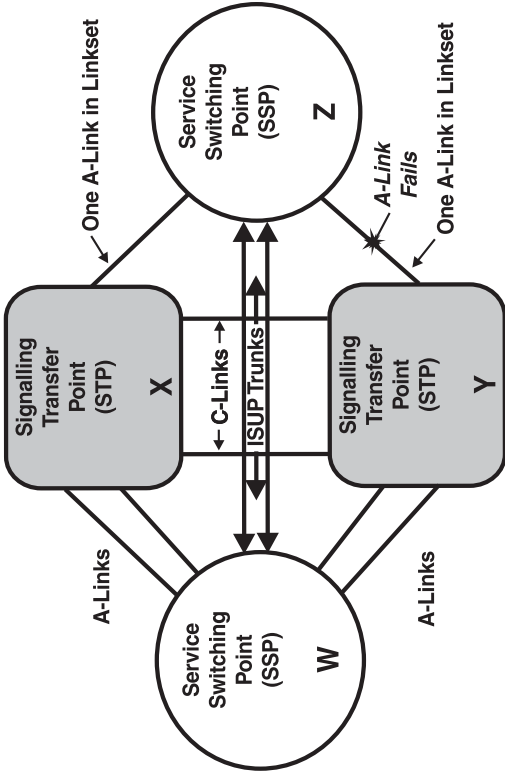 Service
Switching
Point
(SSP)
W
A-Links
A-Links
Signalling
Transfer
Point
(STP)
X
C-Links
ISUP Trunks
Signalling
Transfer
Point
(STP)
Y
One A-Link in Linkset
Service
Switching
Point
(SSP)
Z
A-Link
Fails
One A-Link in Linkset